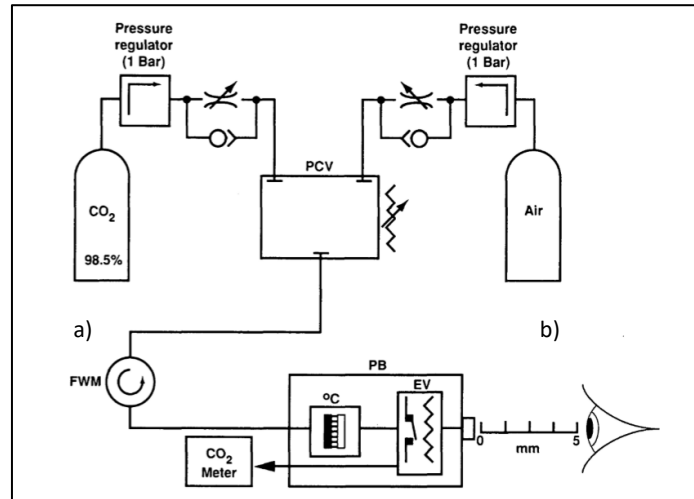 Pressure
regulator
(1 Bar)
Pressure
regulator
(1 Bar)
PCV
CO2
98.5%
Air
a)
b)
FWM
PB
°C
EV
CO2
Meter
0
5
mm